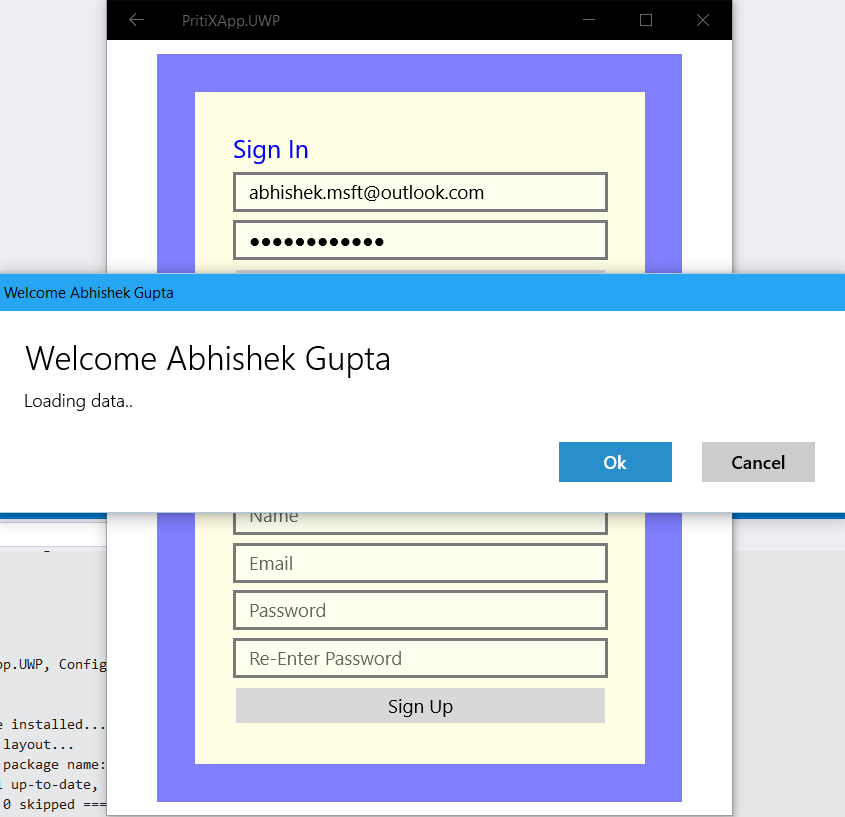 PritiXApp.UWP
Sign In
abhishek.msft@outlook.com
Welcome Abhishek Gupta
Welcome Abhishek Gupta
Loading data..
Ok
Cancel
Name
Email
Password
Re-Enter Password
Sign Up
pp.UWP, Config
e installed...
layout...
package name:
up-to-date,
0 skipped ===